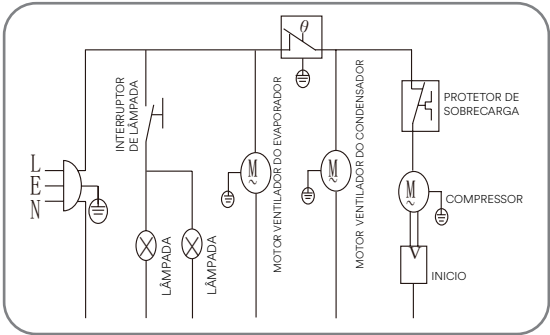 θ
INTERRUPTOR
DE LÂMPADA
MOTOR VENTILADOR DO EVAPORADOR
MOTOR VENTILADOR DO CONDENSADOR
PROTETOR DE
SOBRECARGA
L
E
N
M
~
M
~
M
~
COMPRESSOR
LÂMPADA
LÂMPADA
INICIO